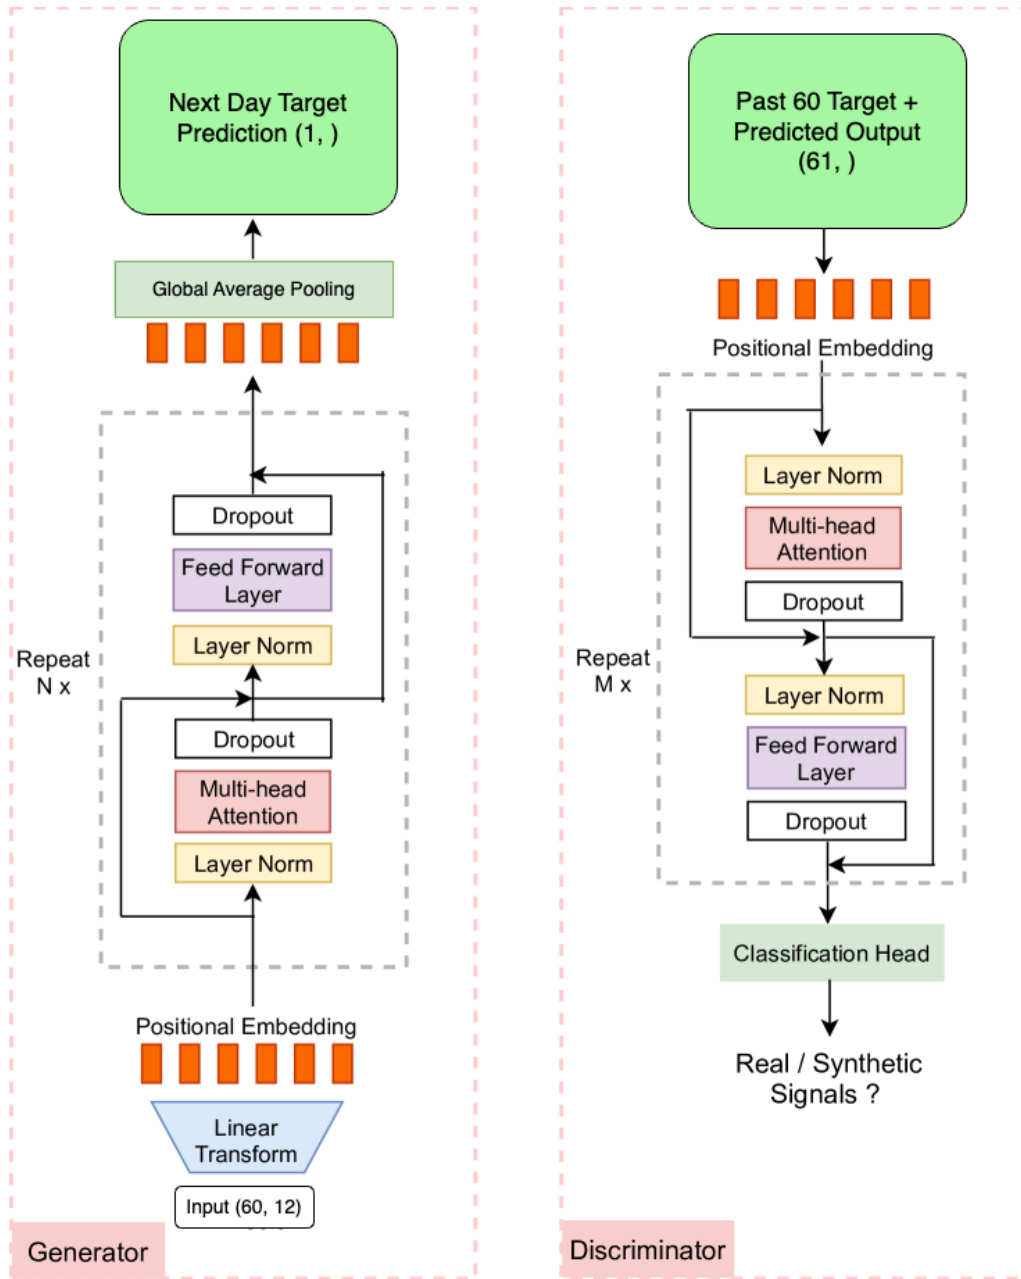 Next Day Target
Prediction (1, )
Global Average Pooling
Dropout
Feed Forward
Layer
Layer Norm
Repeat
N x
Dropout
Multi-head
Attention
Layer Norm
Positional Embedding
Linear
Transform
Input (60, 12)
Generator
Past 60 Target +
Predicted Output
(61, )
Positional Embedding
Layer Norm
Multi-head
Attention
Dropout
Repeat
M x
Layer Norm
Feed Forward
Layer
Dropout
Classification Head
Real / Synthetic
Signals ?
Discriminator